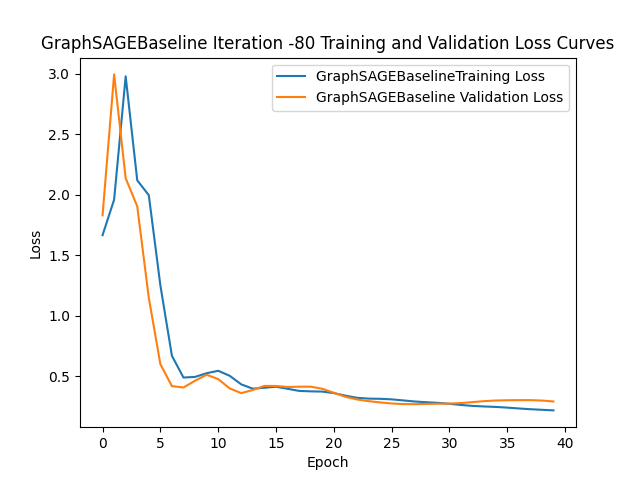 GraphSAGEBaseline Iteration -80 Training and Validation Loss Curves
GraphSAGEBaselineTraining Loss
GraphSAGEBaseline Validation Loss
Loss
3.0
2.5
2.0
1.5
1.0
0.5
0 5 10 15 20 25 30 35 40
Epoch